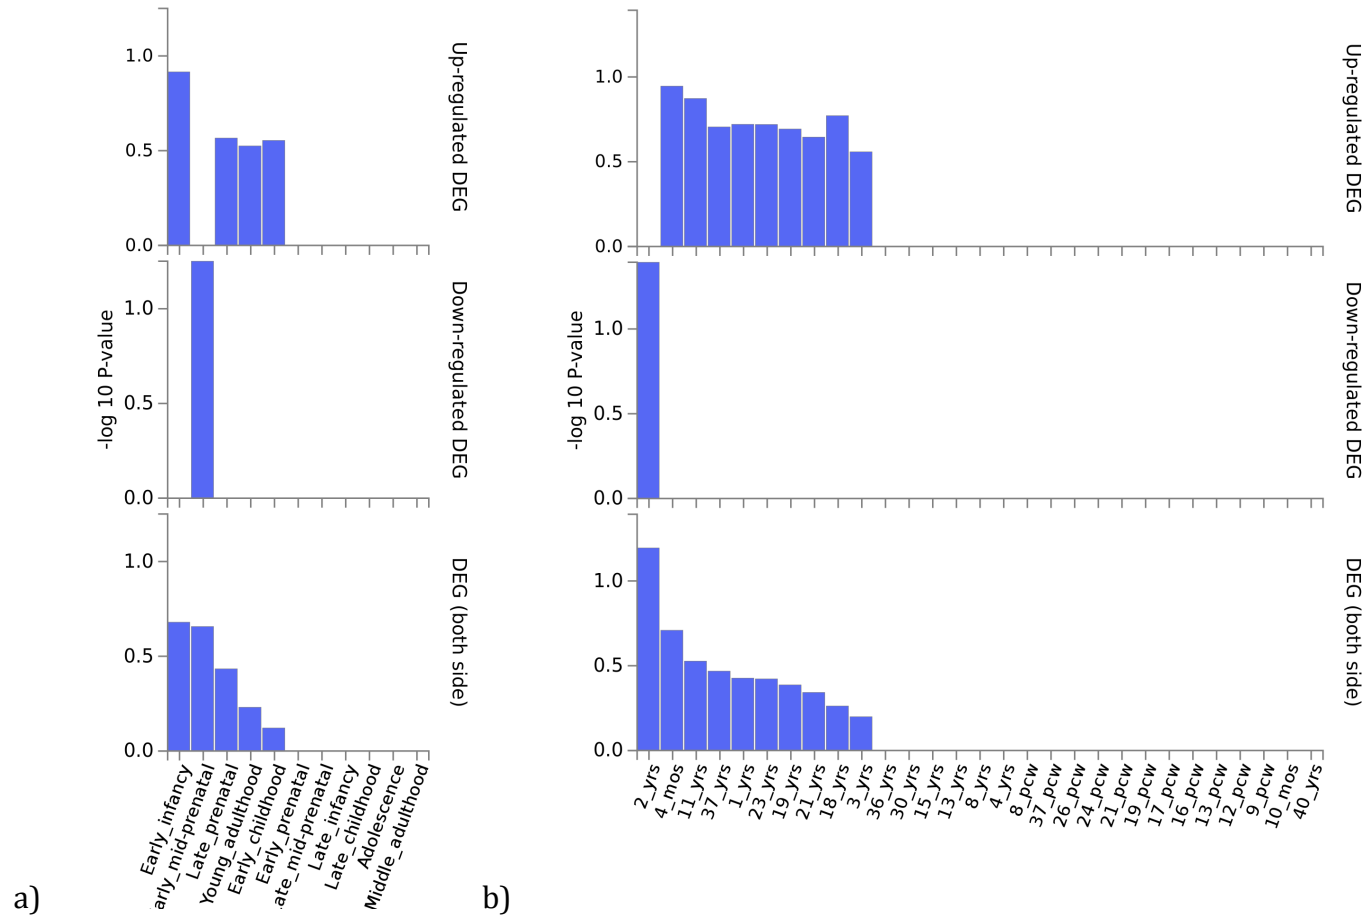 1.0
0.5
0.0
Up-regulated DEG
1.0
0.5
0.0
Down-regulated DEG
-log 10 P-value
1.0
0.5
0.0
DEG (both side)
Early_infancy
arly_mid-prenatal
Late_prenatal
Young_adulthood
Early_childhood
Early_prenatal
ate_mid-prenatal
Late_infancy
Late_childhood
Adolescence
Middle_adulthood
a)
1.0
0.5
0.0
Up-regulated DEG
1.0
0.5
0.0
Down-regulated DEG
-log 10 P-value
1.0
0.5
0.0
DEG (both side)
2_yrs
4_mos
11_yrs
37_yrs
1_yrs
23_yrs
19_yrs
21_yrs
18_yrs
3_yrs
36_yrs
30_yrs
15_yrs
13_yrs
8_yrs
4_yrs
8_pcw
37_pcw
26_pcw
24_pcw
21_pcw
19_pcw
17_pcw
16_pcw
13_pcw
12_pcw
9_pcw
10_mos
40_yrs
b)